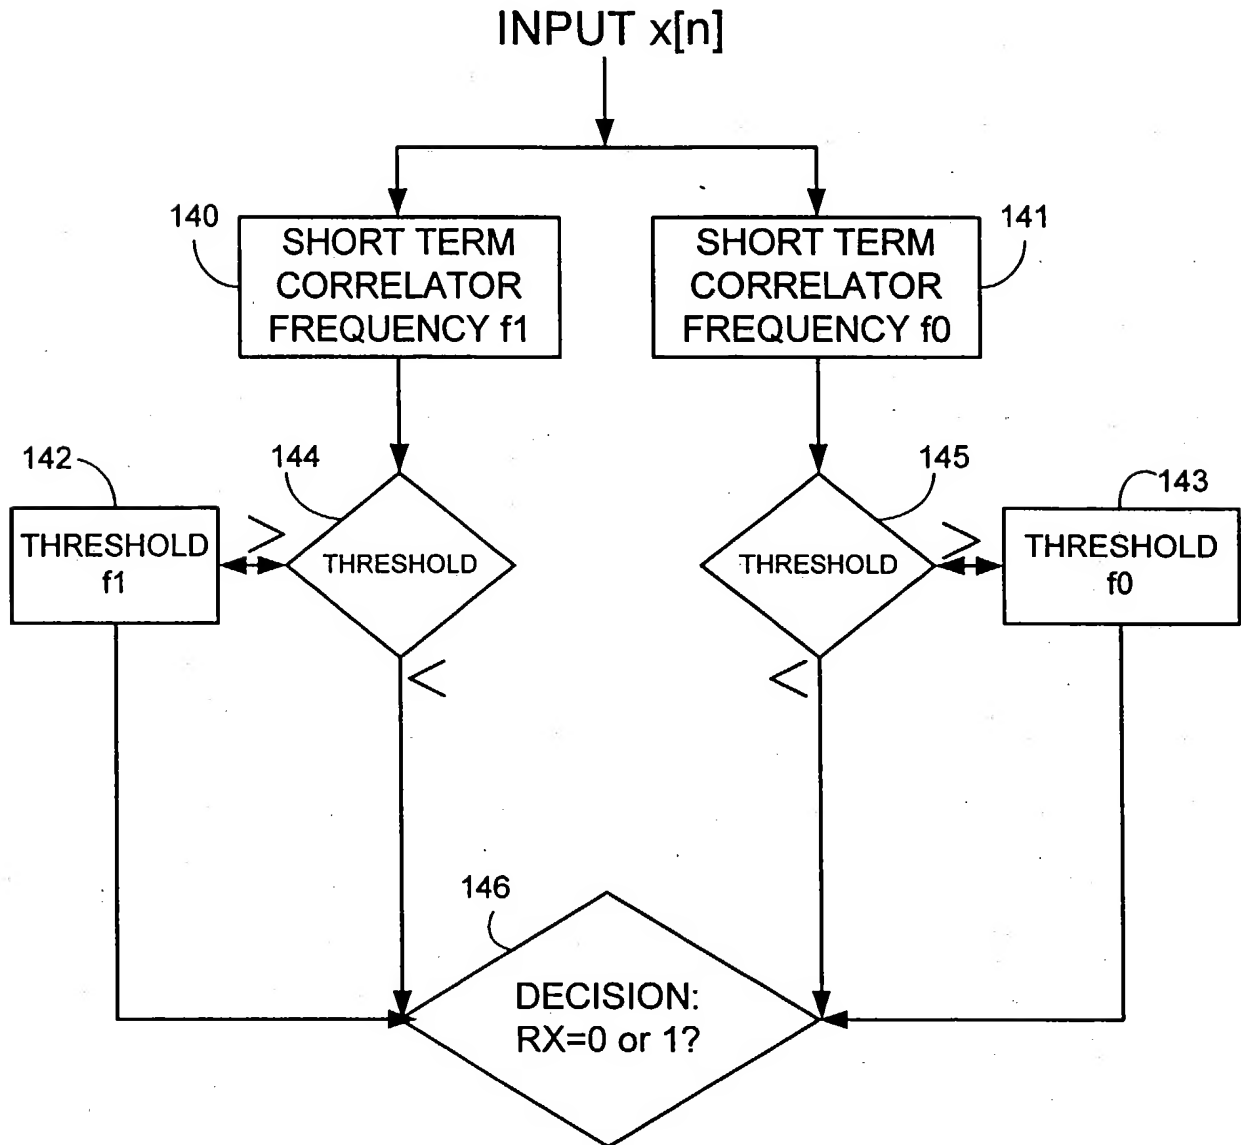 INPUT x[n]
140
SHORT TERM
CORRELATOR
FREQUENCY f1
SHORT TERM
CORRELATOR
FREQUENCY f0
141
142
144
145
143
THRESHOLD
f1
>
THRESHOLD
<
THRESHOLD
>
<
THRESHOLD
f0
146
DECISION:
RX=0 or 1?